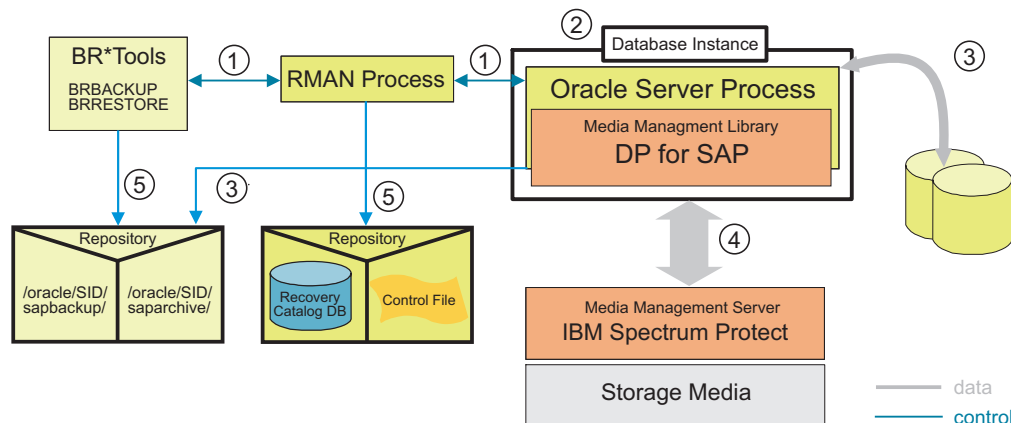 BR*Tools
BRBACKUP
BRRESTORE
1
RMAN Process
1
2
Database Instance
Oracle Server Process
Media Managment Library
DP for SAP
3
5
3
5
4
Repository
/oracle/SID/
sapbackup/
/oracle/SID/
saparchive/
Repository
Recovery
Catalog DB
Control File
Media Management Server
IBM Spectrum Protect
Storage Media
data
control